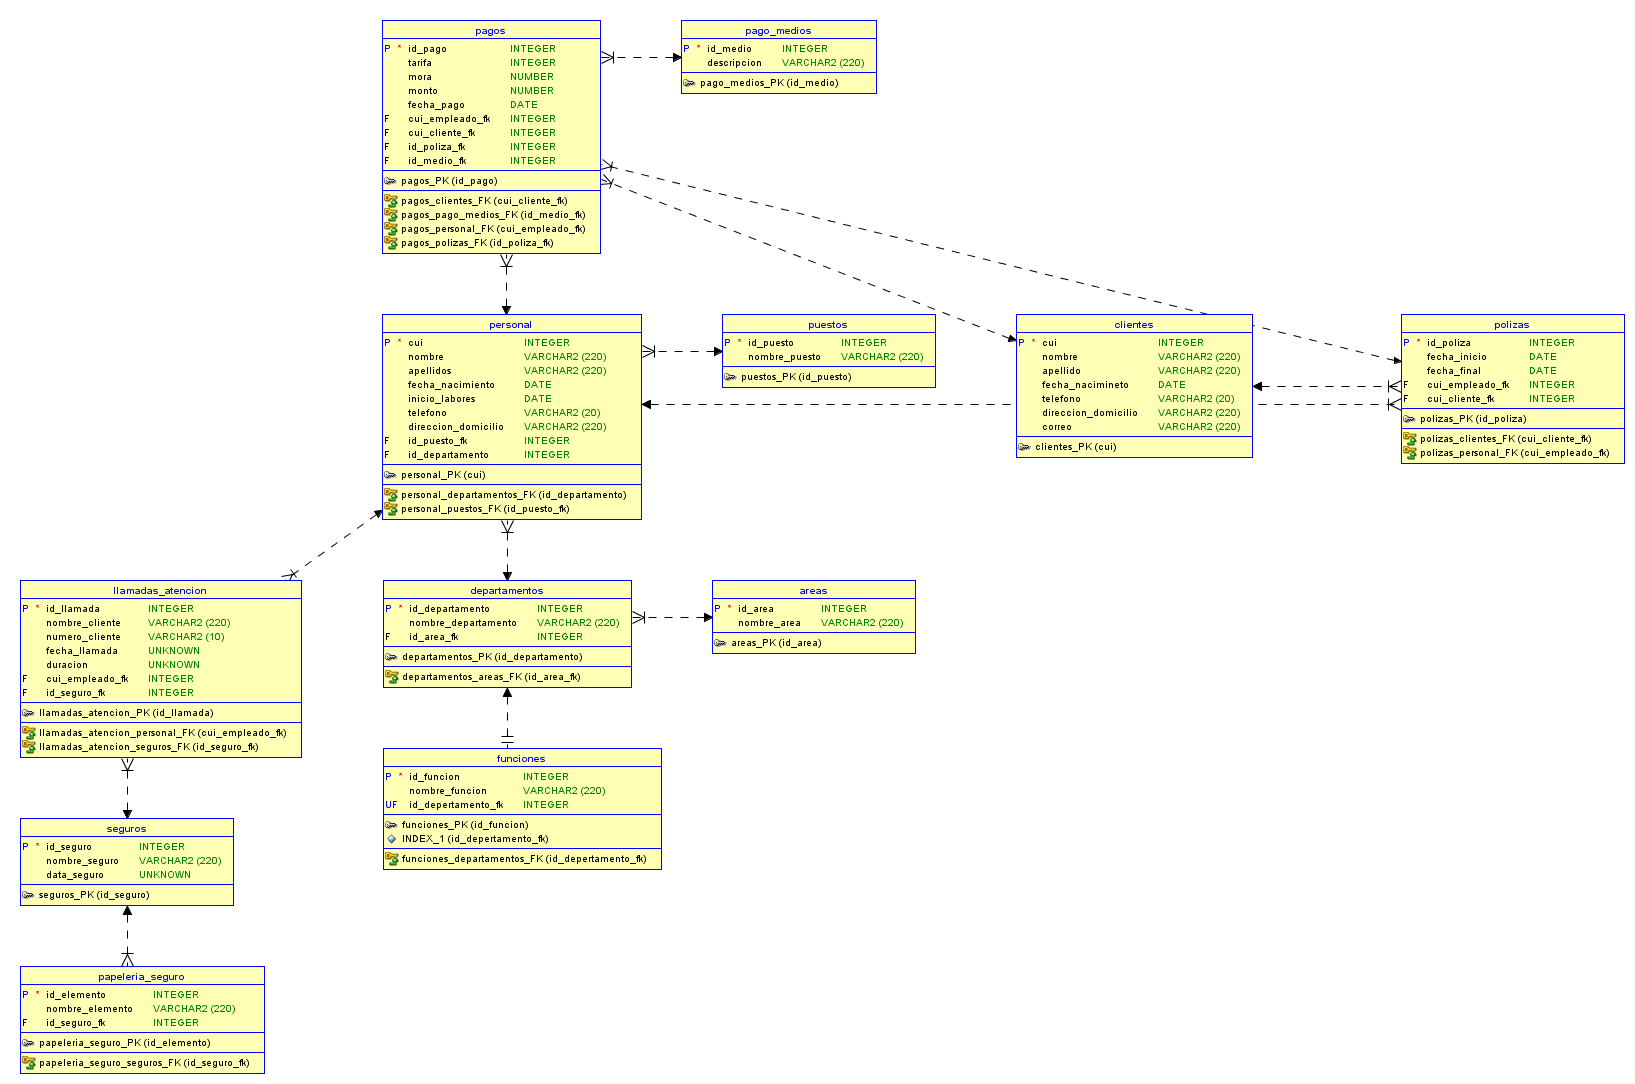 pagos
P * id_pago INTEGER
tarifa INTEGER
mora NUMBER
monto NUMBER
fecha_pago DATE
F cui_empleado_fk INTEGER
F cui_cliente_fk INTEGER
F id_poliza_fk INTEGER
F id_medio_fk INTEGER
pagos_PK (id_pago)
pagos_clientes_FK (cui_cliente_fk)
pagos_pago_medios_FK (id_medio_fk)
pagos_personal_FK (cui_empleado_fk)
pagos_polizas_FK (id_poliza_fk)
pago_medios
P * id_medio INTEGER
descripcion VARCHAR2 (220)
pago_medios_PK (id_medio)
personal
P * cui INTEGER
nombre VARCHAR2 (220)
apellidos VARCHAR2 (220)
fecha_nacimiento DATE
inicio_labores DATE
telefono VARCHAR2 (20)
direccion_domicilio VARCHAR2 (220)
F id_puesto_fk INTEGER
F id_departamento INTEGER
personal_PK (cui)
personal_departamentos_FK (id_departamento)
personal_puestos_FK (id_puesto_fk)
puestos
P * id_puesto INTEGER
nombre_puesto VARCHAR2 (220)
puestos_PK (id_puesto)
clientes
P * cui INTEGER
nombre VARCHAR2 (220)
apellido VARCHAR2 (220)
fecha_nacimineto DATE
telefono VARCHAR2 (20)
direccion_domicilio VARCHAR2 (220)
correo VARCHAR2 (220)
clientes_PK (cui)
polizas
P * id_poliza INTEGER
fecha_inicio DATE
fecha_final DATE
F cui_empleado_fk INTEGER
F cui_cliente_fk INTEGER
polizas_PK (id_poliza)
polizas_clientes_FK (cui_cliente_fk)
polizas_personal_FK (cui_empleado_fk)
llamadas_atencion
P * id_llamada INTEGER
nombre_cliente VARCHAR2 (220)
numero_cliente VARCHAR2 (10)
fecha_llamada UNKNOWN
duracion UNKNOWN
F cui_empleado_fk INTEGER
F id_seguro_fk INTEGER
llamadas_atencion_PK (id_llamada)
llamadas_atencion_personal_FK (cui_empleado_fk)
llamadas_atencion_seguros_FK (id_seguro_fk)
departamentos
P * id_departamento INTEGER
nombre_departamento VARCHAR2 (220)
F id_area_fk INTEGER
departamentos_PK (id_departamento)
departamentos_areas_FK (id_area_fk)
areas
P * id_area INTEGER
nombre_area VARCHAR2 (220)
areas_PK (id_area)
funciones
P * id_funcion INTEGER
nombre_funcion VARCHAR2 (220)
UF id_depertamento_fk INTEGER
funciones_PK (id_funcion)
INDEX_1 (id_depertamento_fk)
funciones_departamentos_FK (id_depertamento_fk)
seguros
P * id_seguro INTEGER
nombre_seguro VARCHAR2 (220)
data_seguro UNKNOWN
seguros_PK (id_seguro)
papeleria_seguro
P * id_elemento INTEGER
nombre_elemento VARCHAR2 (220)
F id_seguro_fk INTEGER
papeleria_seguro_PK (id_elemento)
papeleria_seguro_seguros_FK (id_seguro_fk)